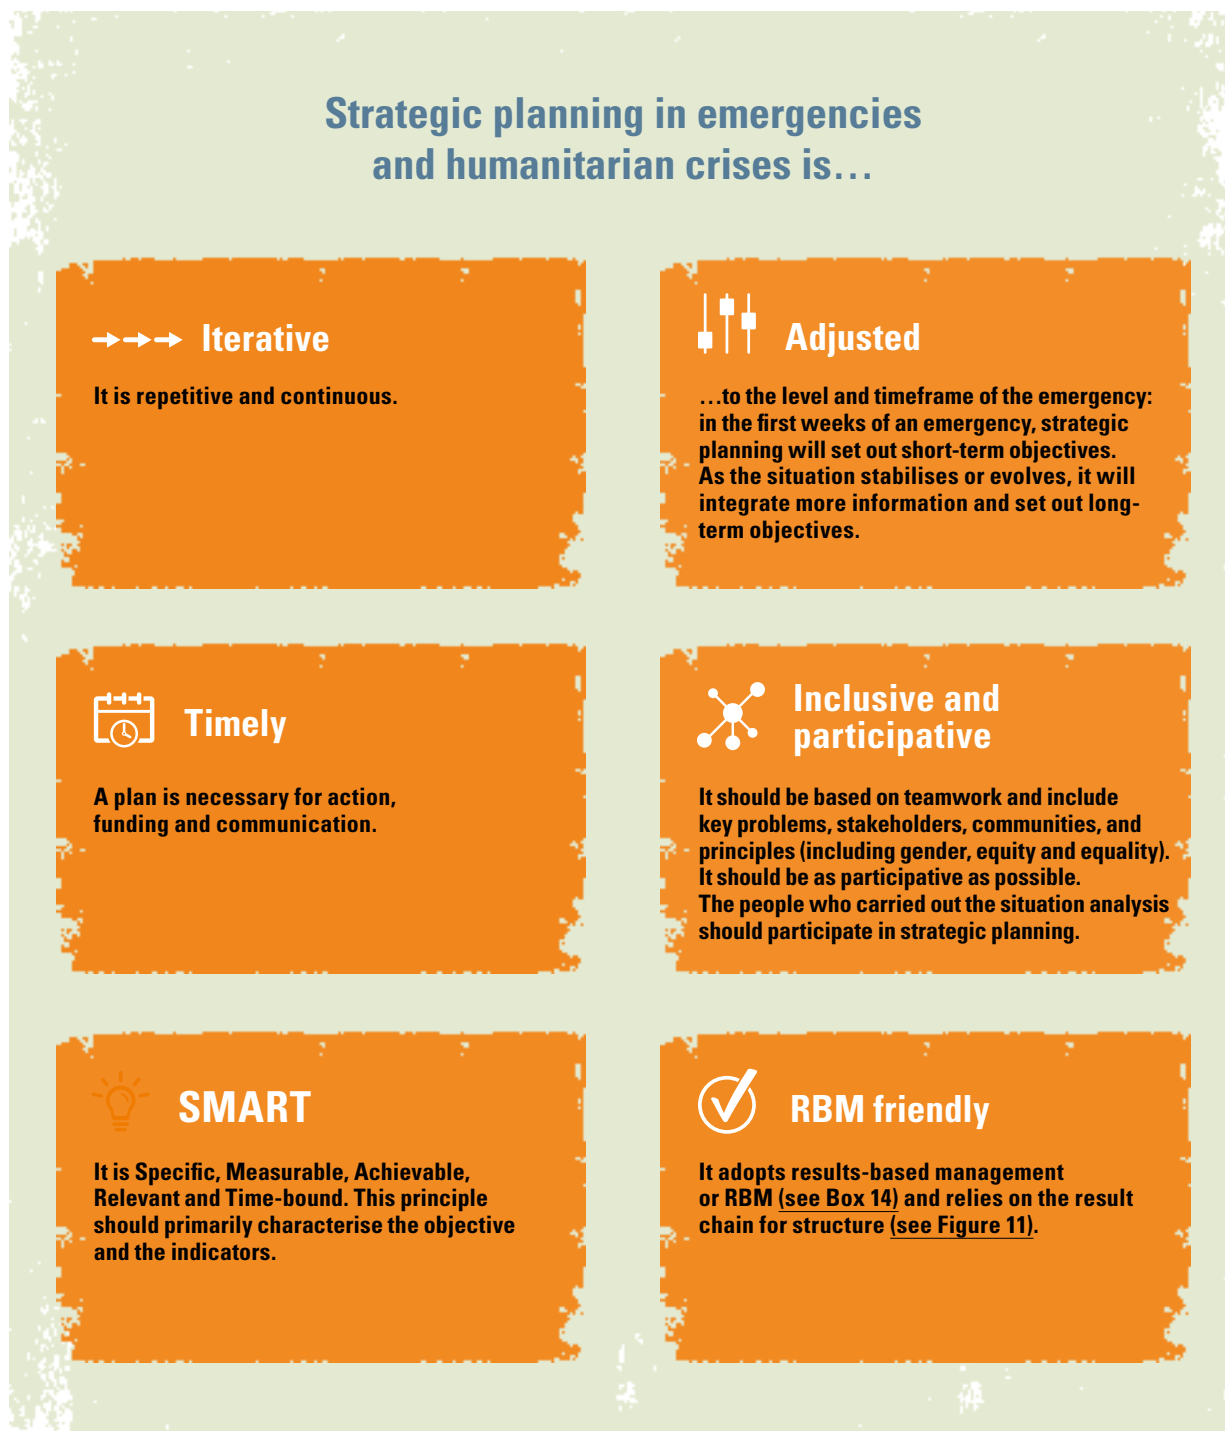 Strategic planning in emergencies
and humanitarian crises is…
Iterative
It is repetitive and continuous.
Adjusted
…to the level and timeframe of the emergency:
in the first weeks of an emergency, strategic
planning will set out short-term objectives.
As the situation stabilises or evolves, it will
integrate more information and set out long-
term objectives.
Timely
A plan is necessary for action,
funding and communication.
Inclusive and
participative
It should be based on teamwork and include
key problems, stakeholders, communities, and
principles (including gender, equity and equality).
It should be as participative as possible.
The people who carried out the situation analysis
should participate in strategic planning.
SMART
It is Specific, Measurable, Achievable,
Relevant and Time-bound. This principle
should primarily characterise the objective
and the indicators.
RBM friendly
It adopts results-based management
or RBM (see Box 14) and relies on the result
chain for structure (see Figure 11).